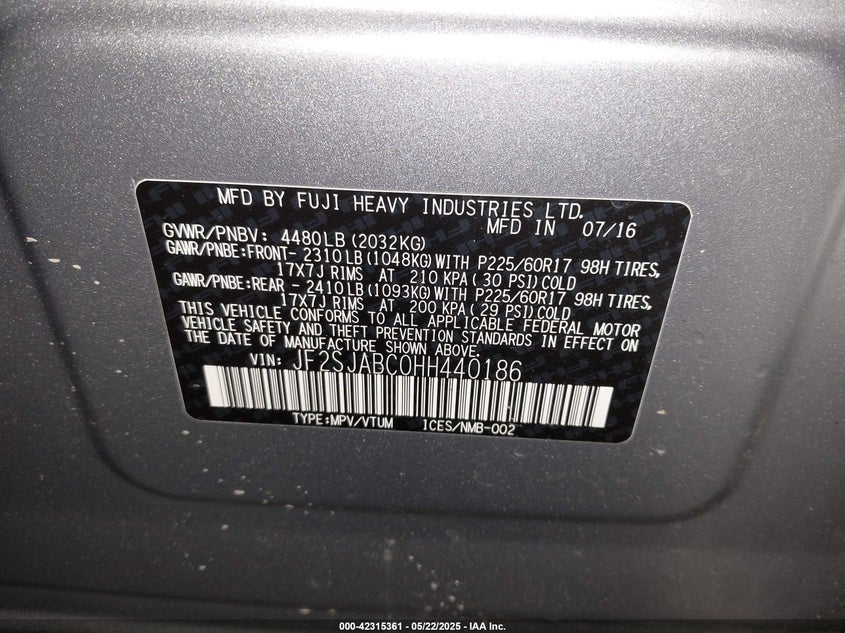 MFD BY FUJI HEAVY INDUSTRIES LTD.
MFD IN 07/16
GVWR/PNBV: 4480LB (2032KG)
GAWR/PNBE:FRONT- 2310LB (1048KG) WITH P225/60R17 98H TIRES,
17X7J RIMS AT 210 KPA (30 PSI) COLD
GAWR/PNBE:REAR - 2410LB (1093KG) WITH P225/60R17 98H TIRES,
17X7J RIMS AT 200 KPA (29 PSI) COLD
THIS VEHICLE CONFORMS TO ALL APPLICABLE FEDERAL MOTOR
VEHICLE SAFETY AND THEFT PREVENTION STANDARDS IN EFFECT ON
THE DATE OF MANUFACTURE SHOWN ABOVE.
VIN: JF2SJABC0HH440186
TYPE:MPV/VTUM ICES/NMB-002
000-42315361 - 05/22/2025 - IAA Inc.